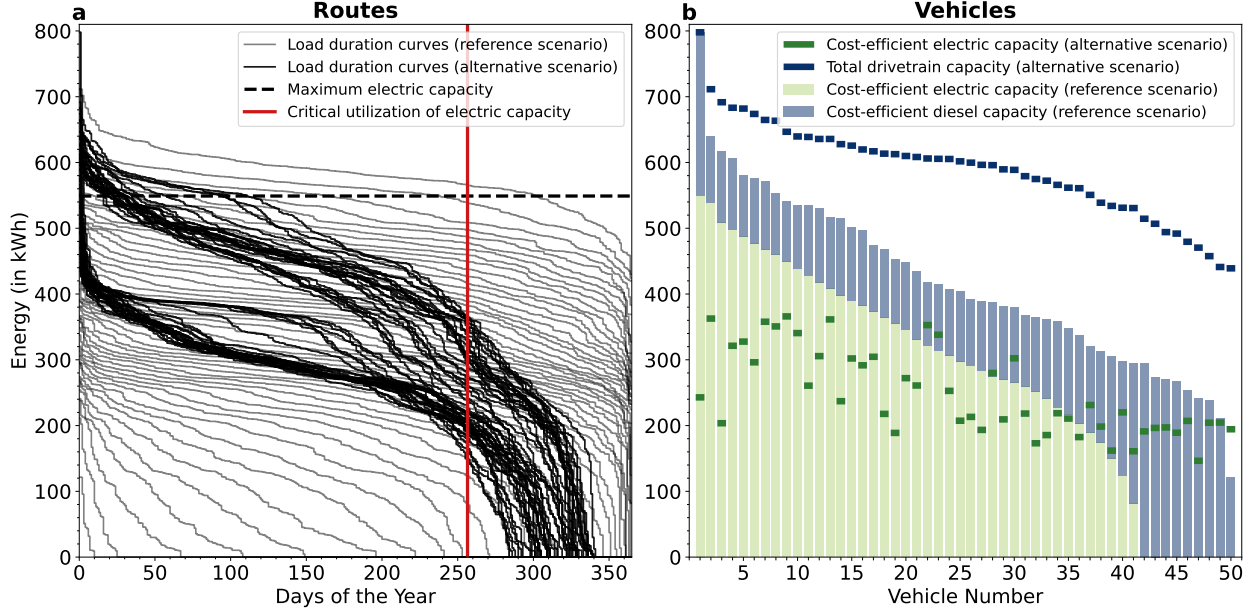 a
Routes
Load duration curves (reference scenario)
Load duration curves (alternative scenario)
Maximum electric capacity
Critical utilization of electric capacity
Energy (in kWh)
800
700
600
500
400
300
200
100
0
0 50 100 150 200 250 300 350
Days of the Year
b
Vehicles
Cost-efficient electric capacity (alternative scenario)
Total drivetrain capacity (alternative scenario)
Cost-efficient electric capacity (reference scenario)
Cost-efficient diesel capacity (reference scenario)
800
700
600
500
400
300
200
100
0
5 10 15 20 25 30 35 40 45 50
Vehicle Number